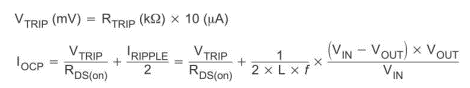 V_TRIP (mV) = R_TRIP (kΩ) × 10 (μA)
I_OCP = V_TRIP / R_DS(on) + I_RIPPLE / 2 = V_TRIP / R_DS(on) + 1 / (2 × L × f) × (V_IN − V_OUT) × V_OUT / V_IN